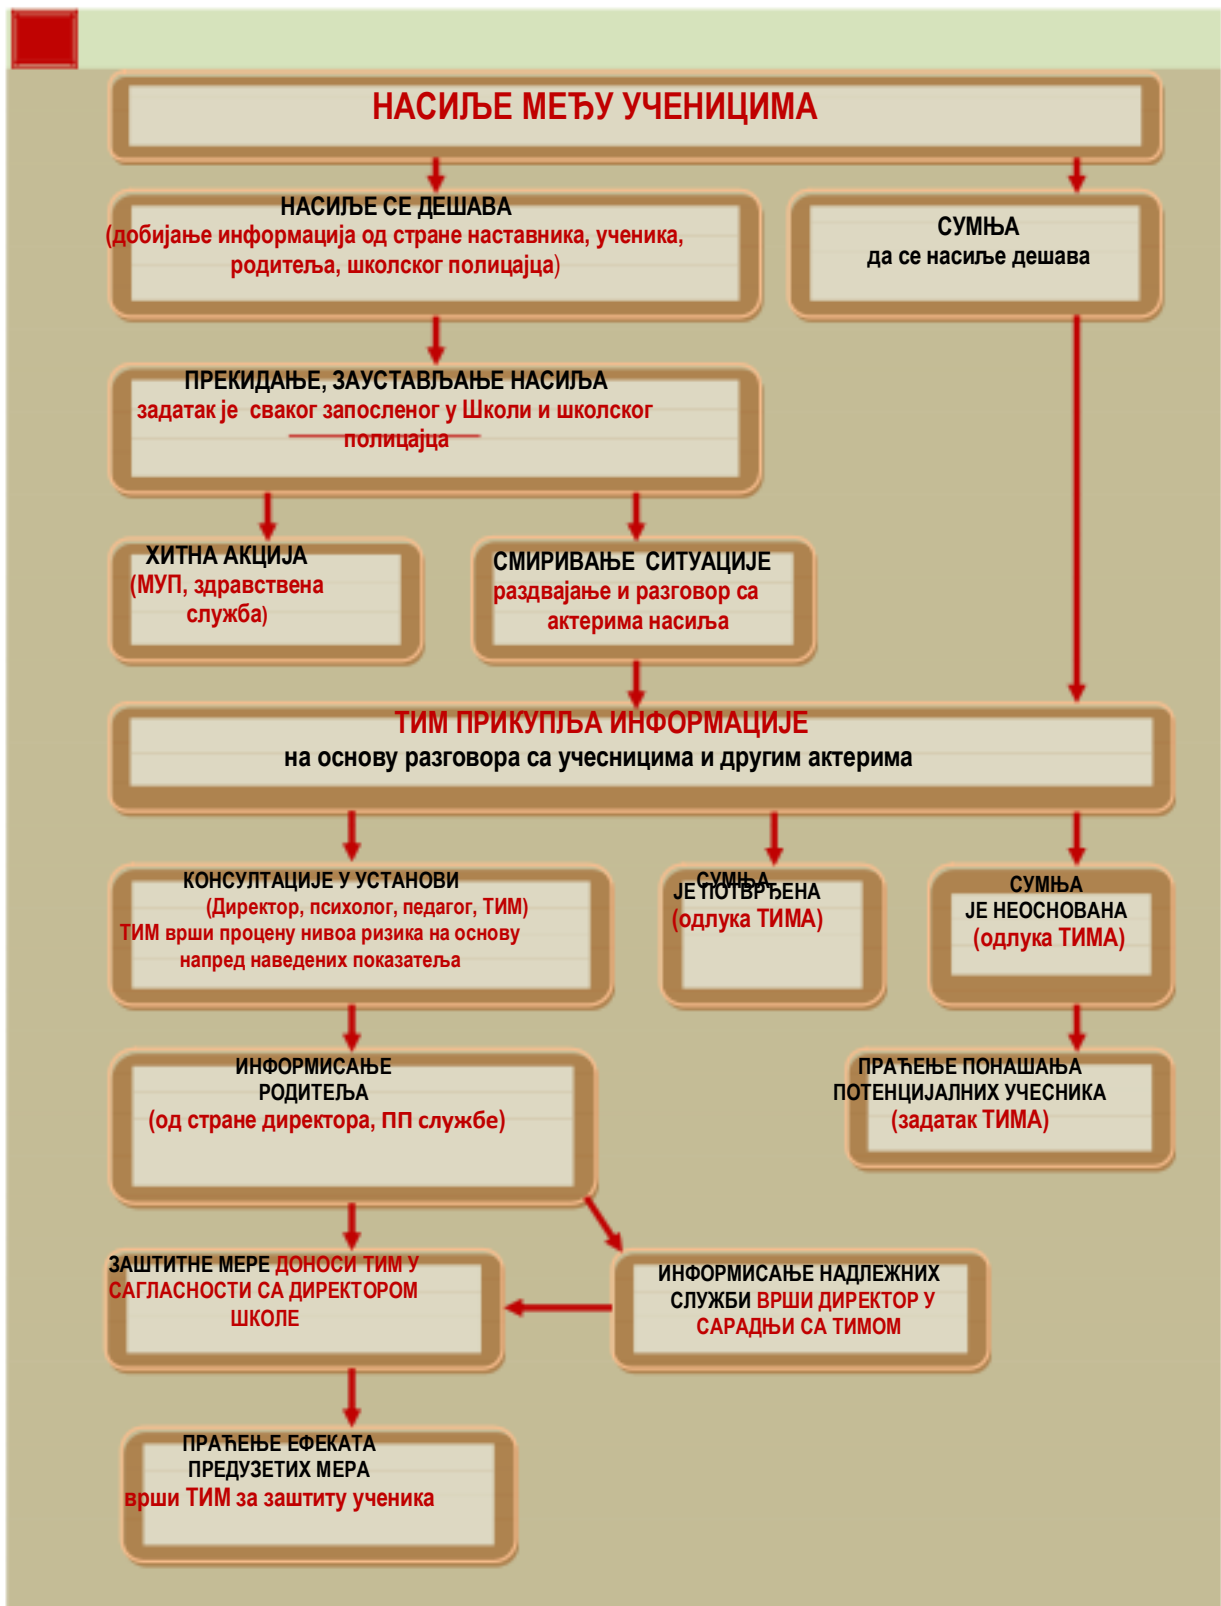 НАСИЉЕ МЕЂУ УЧЕНИЦИМА
НАСИЉЕ СЕ ДЕШАВА
(добијање информација од стране наставника, ученика,
родитеља, школског полицајца)
СУМЊА
да се насиље дешава
ПРЕКИДАЊЕ, ЗАУСТАВЉАЊЕ НАСИЉА
задатак је сваког запосленог у Школи и школског
полицајца
ХИТНА АКЦИЈА
(МУП, здравствена
служба)
СМИРИВАЊЕ СИТУАЦИЈЕ
раздвајање и разговор са
актерима насиља
ТИМ ПРИКУПЉА ИНФОРМАЦИЈЕ
на основу разговора са учесницима и другим актерима
КОНСУЛТАЦИЈЕ У УСТАНОВИ
(Директор, психолог, педагог, ТИМ)
ТИМ врши процену нивоа ризика на основу
напред наведених показатеља
СУМЊА
ЈЕ ПОТВРЂЕНА
(одлука ТИМА)
СУМЊА
ЈЕ НЕОСНОВАНА
(одлука ТИМА)
ИНФОРМИСАЊЕ
РОДИТЕЉА
(од стране директора, ПП службе)
ПРАЋЕЊЕ ПОНАШАЊА
ПОТЕНЦИЈАЛНИХ УЧЕСНИКА
(задатак ТИМА)
ЗАШТИТНЕ МЕРЕ ДОНОСИ ТИМ У
САГЛАСНОСТИ СА ДИРЕКТОРОМ
ШКОЛЕ
ИНФОРМИСАЊЕ НАДЛЕЖНИХ
СЛУЖБИ ВРШИ ДИРЕКТОР У
САРАДЊИ СА ТИМОМ
ПРАЋЕЊЕ ЕФЕКАТА
ПРЕДУЗЕТИХ МЕРА
врши ТИМ за заштиту ученика